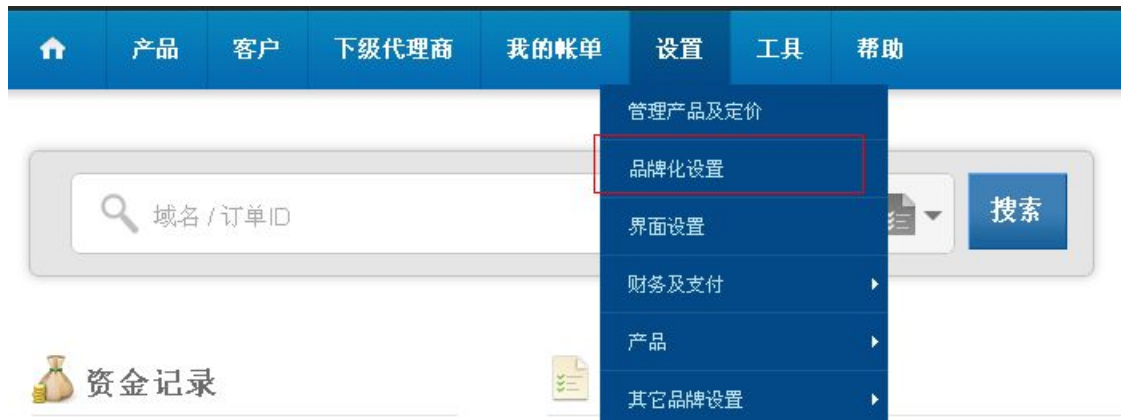 产品 客户 下级代理商 我的帐单 设置 工具 帮助
管理产品及定价
品牌化设置
域名 / 订单ID
搜索
界面设置
财务及支付
产品
资金记录
其它品牌设置